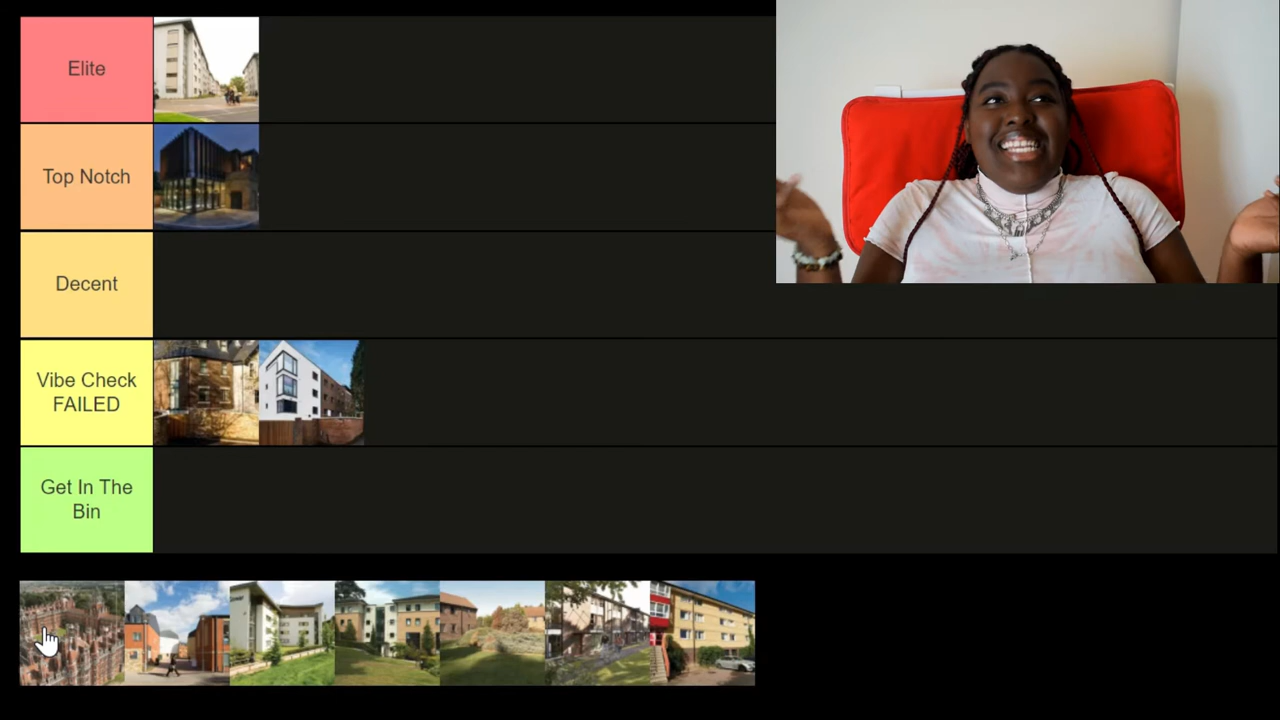 Elite
Top Notch
Decent
Vibe Check
FAILED
Get In The
Bin